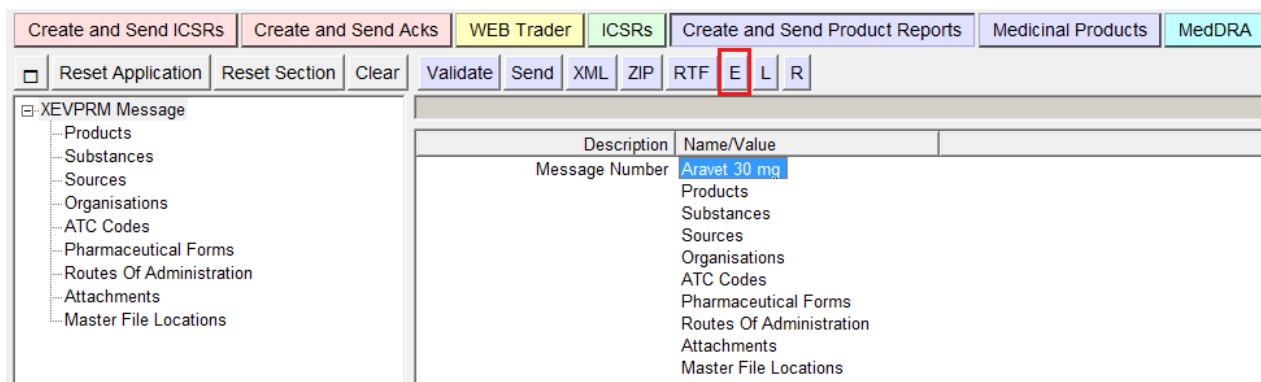 Create and Send ICSRs Create and Send Acks WEB Trader ICSRs Create and Send Product Reports Medicinal Products MedDRA
Reset Application Reset Section Clear Validate Send XML ZIP RTF E L R
XEVPRM Message
Products
Substances
Sources
Organisations
ATC Codes
Pharmaceutical Forms
Routes Of Administration
Attachments
Master File Locations
Description Name/Value
Message Number Aravet 30 mg
Products
Substances
Sources
Organisations
ATC Codes
Pharmaceutical Forms
Routes Of Administration
Attachments
Master File Locations